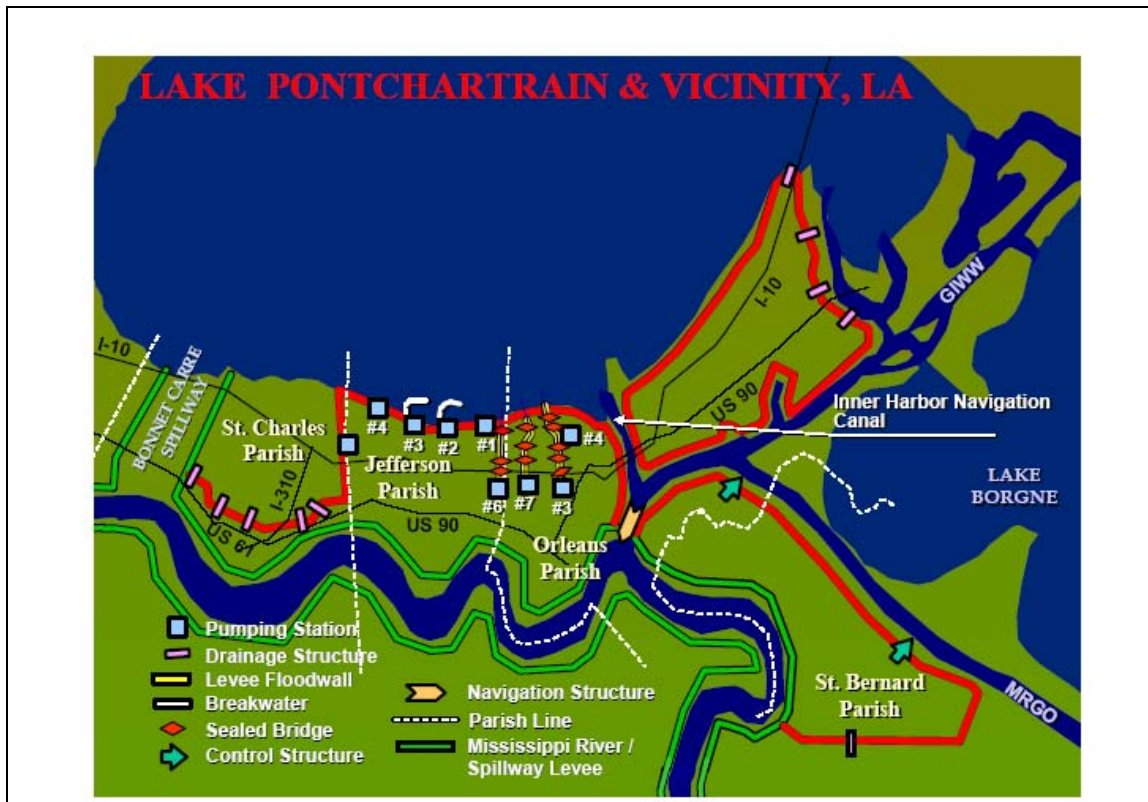 LAKE PONTCHARTRAIN & VICINITY, LA
I-10
GIWW
I-10
BONNET CARRE
SPILLWAY
US 90
Inner Harbor Navigation
Canal
St. Charles
Parish
#4
#3
#2
#1
#4
Jefferson
Parish
I-310
LAKE
BORGNE
#6
#7
#3
US 61
US 90
Orleans
Parish
Pumping Station
Drainage Structure
Levee Floodwall
Breakwater
Sealed Bridge
Control Structure
Navigation Structure
Parish Line
Mississippi River /
Spillway Levee
St. Bernard
Parish
MRGO